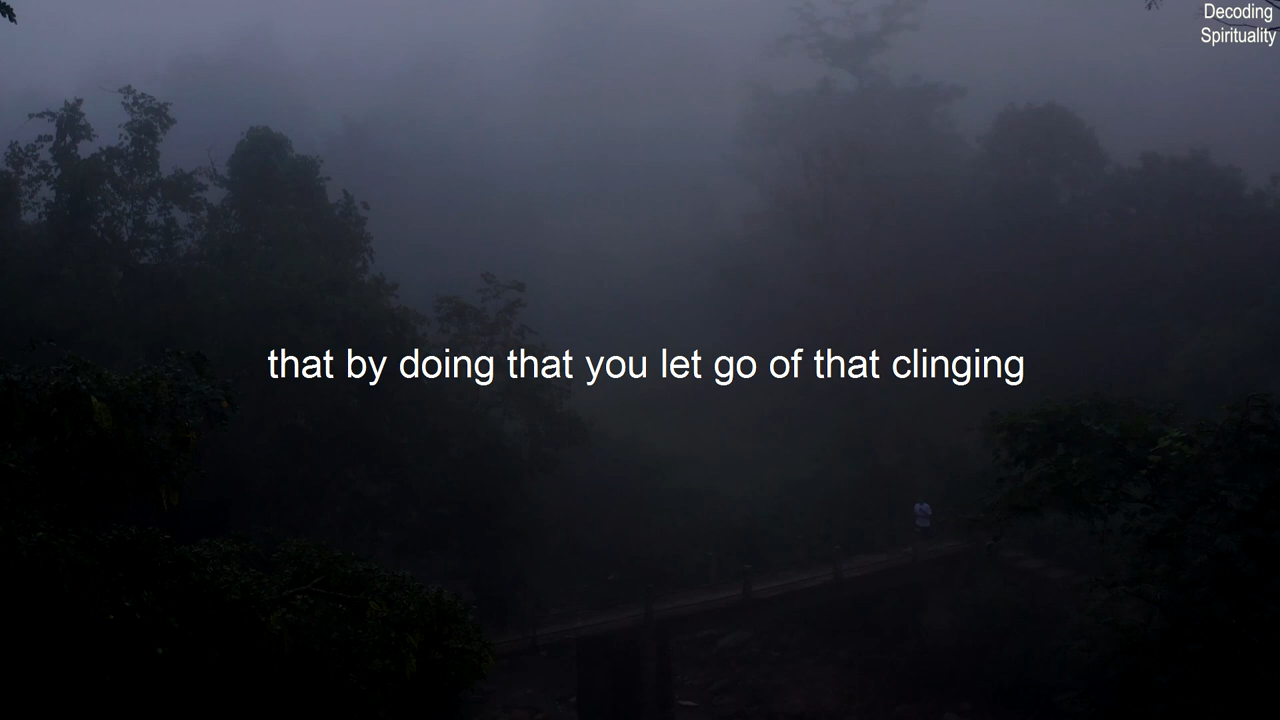 Decoding
Spirituality
that by doing that you let go of that clinging